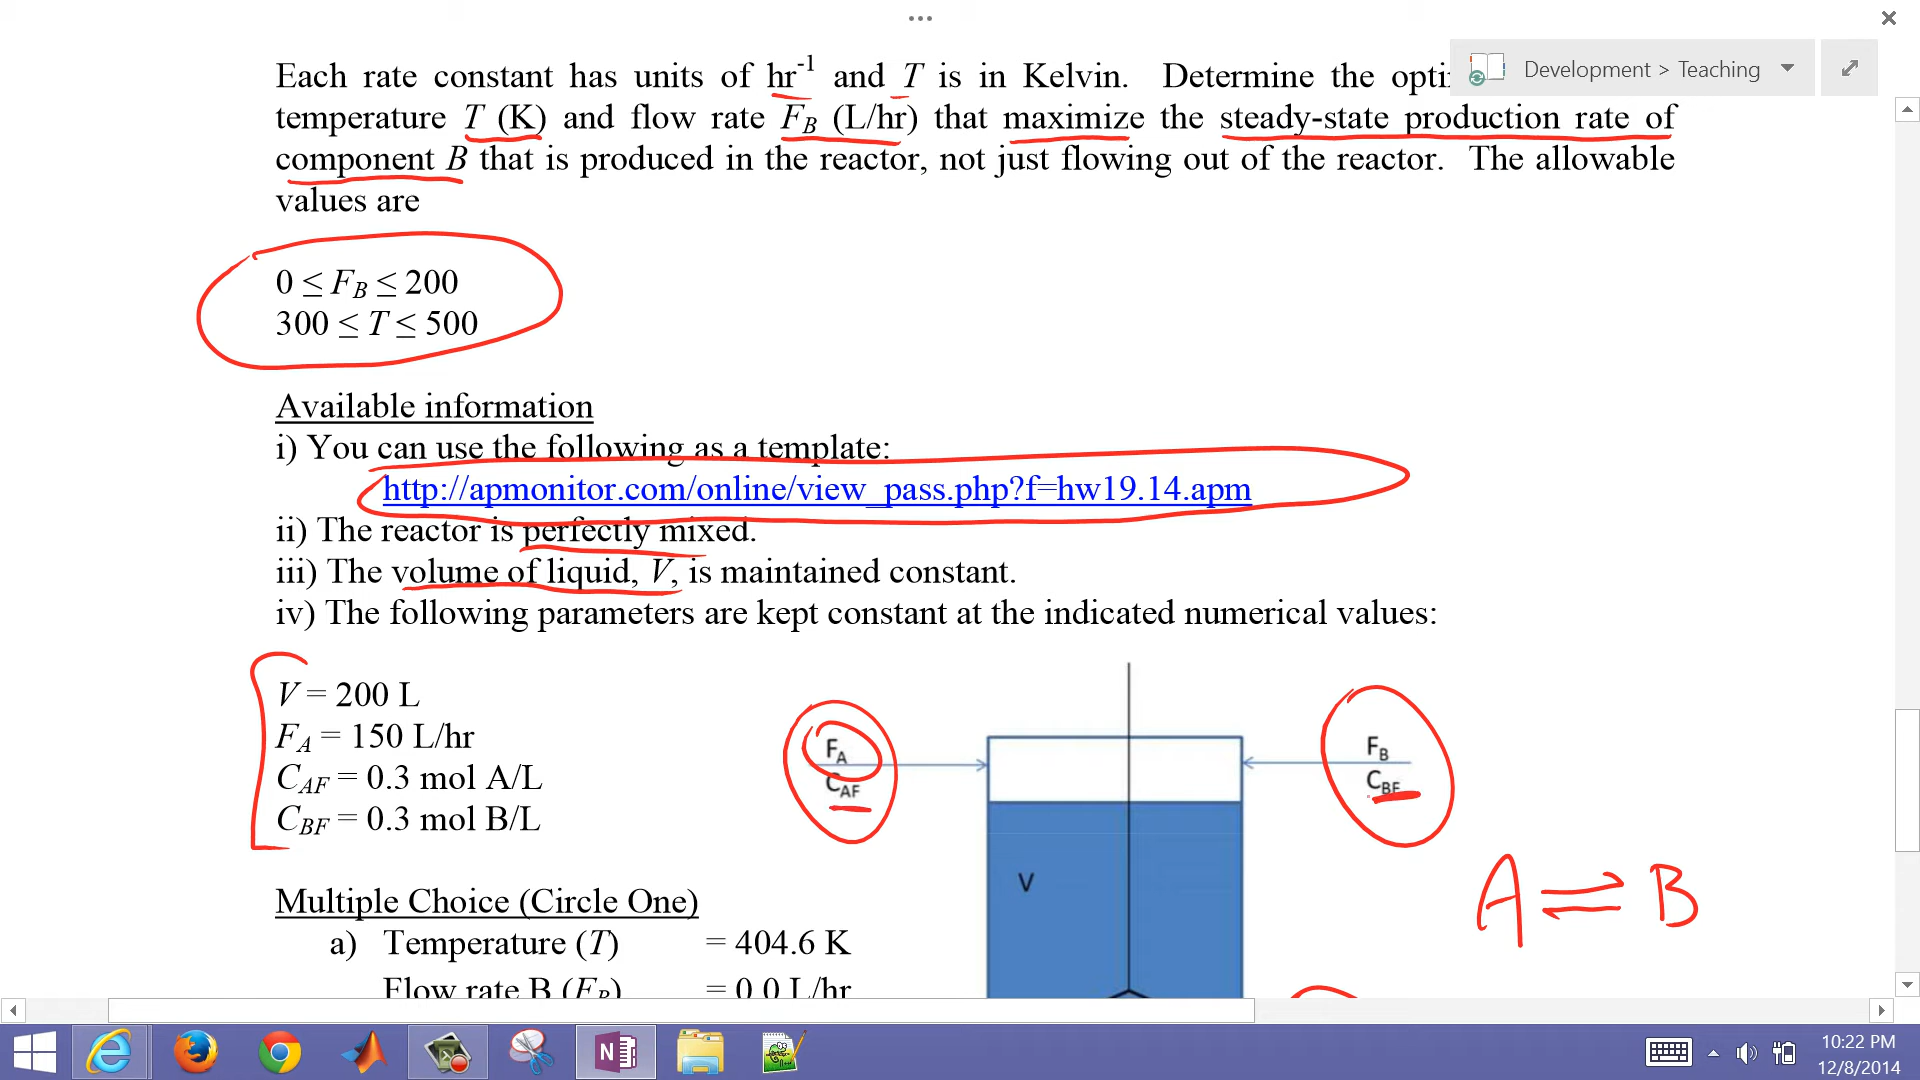 Each rate constant has units of hr-1 and T is in Kelvin. Determine the opti
Development > Teaching
temperature T (K) and flow rate FB (L/hr) that maximize the steady-state production rate of
component B that is produced in the reactor, not just flowing out of the reactor. The allowable
values are
0 ≤ FB ≤ 200
300 ≤ T ≤ 500
Available information
i) You can use the following as a template:
http://apmonitor.com/online/view_pass.php?f=hw19.14.apm
ii) The reactor is perfectly mixed.
iii) The volume of liquid, V, is maintained constant.
iv) The following parameters are kept constant at the indicated numerical values:
V = 200 L
FA = 150 L/hr
CAF = 0.3 mol A/L
CBF = 0.3 mol B/L
FA
CAF
FB
CBF
V
A ⇌ B
Multiple Choice (Circle One)
a) Temperature (T) = 404.6 K
Flow rate B (FB) = 0.0 L/hr
N
10:22 PM
12/8/2014